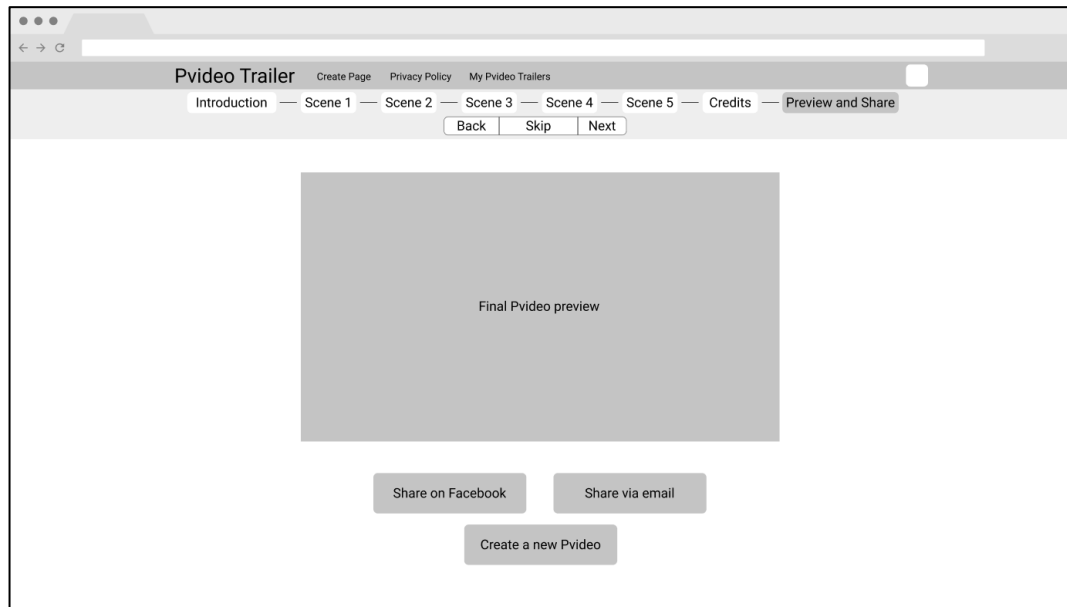 Pvideo Trailer Create Page Privacy Policy My Pvideo Trailers
Introduction Scene 1 Scene 2 Scene 3 Scene 4 Scene 5 Credits Preview and Share
Back Skip Next
Final Pvideo preview
Share on Facebook Share via email
Create a new Pvideo